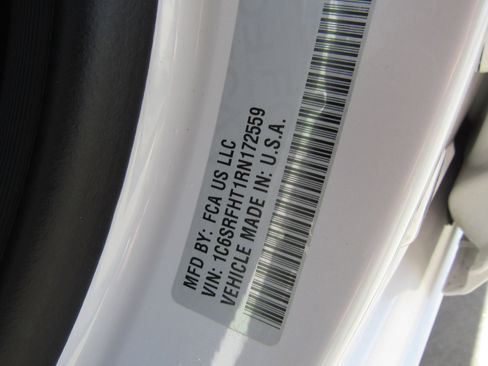 MFD BY: FCA US LLC
VIN: 1C6SRFHT1RN172559
VEHICLE MADE IN: U.S.A.